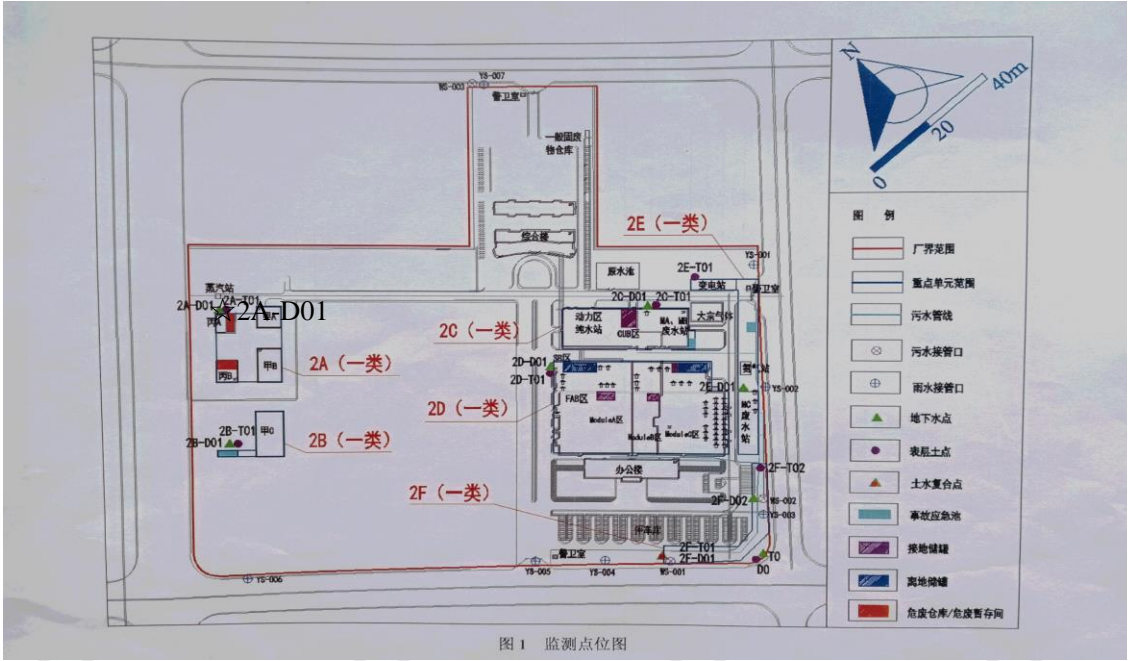 YS-007
WS-003
警卫室
一般固废
物仓库
N
40m
20
0
综合楼
2E（一类）
YS-001
原水池
2E-T01
变电站
警卫室
蒸汽站
2A-D01
2A-T01
☆2A-D01
丙A
2C-D01
2C-T01
动力区
纯水站
CUB区
废水站
大宗气体
2C（一类）
2D-D01
2D-T01
2A（一类）
丙B
甲B
2E-D01
YS-002
FAB区
ModuleA区
ModuleB区
ModuleC区
MC
废
水
站
2D（一类）
2B-T01
2B-D01
甲C
2B（一类）
办公楼
2F-T02
2F（一类）
2F-D02
WS-002
YS-003
停车位
2F-T01
2F-D01
警卫室
T0
D0
YS-005
YS-004
WS-001
YS-006
图 例
厂界范围
重点单元范围
污水管线
污水接管口
雨水接管口
地下水点
表层土点
土水复合点
事故应急池
接地储罐
离地储罐
危废仓库/危废暂存间
图 1 监测点位图